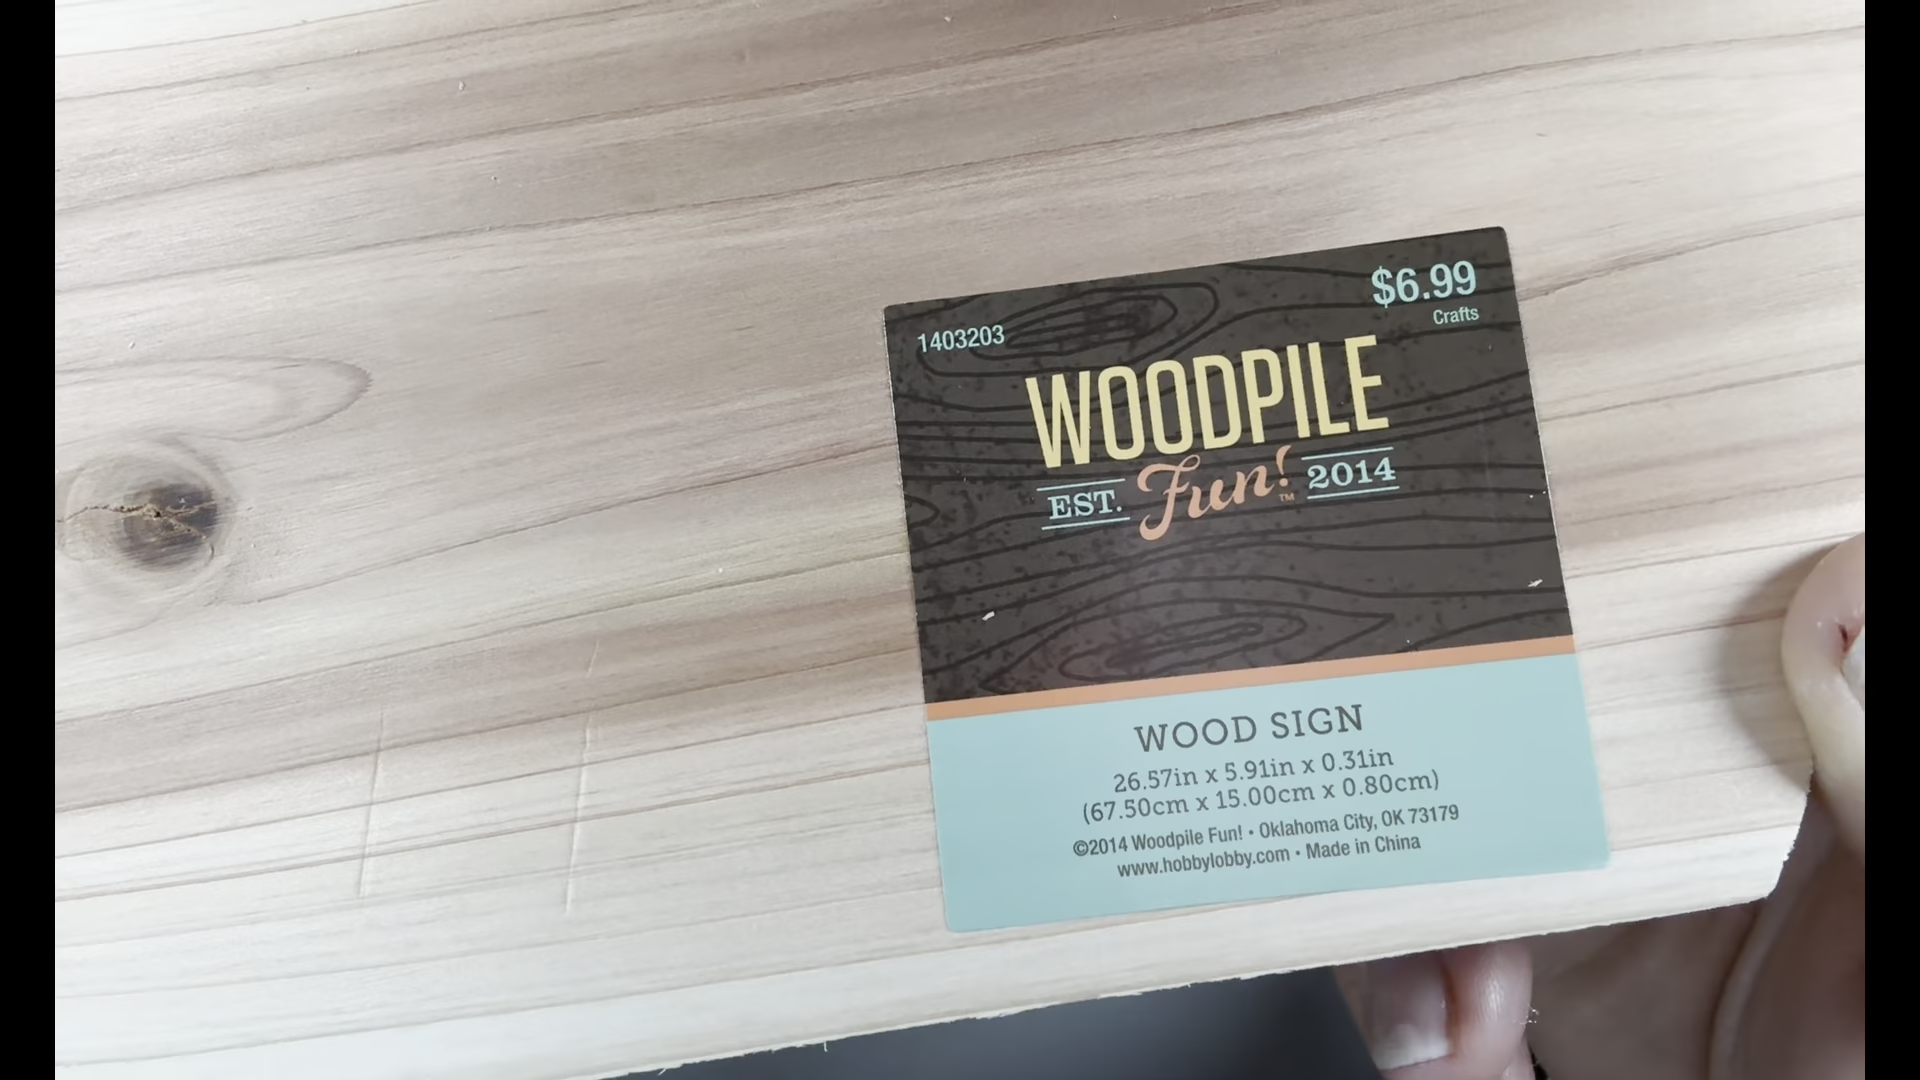 $6.99
1403203
Crafts
WOODPILE
EST. Fun!™ 2014
WOOD SIGN
26.57in x 5.91in x 0.31in
(67.50cm x 15.00cm x 0.80cm)
©2014 Woodpile Fun! • Oklahoma City, OK 73179
www.hobbylobby.com • Made in China